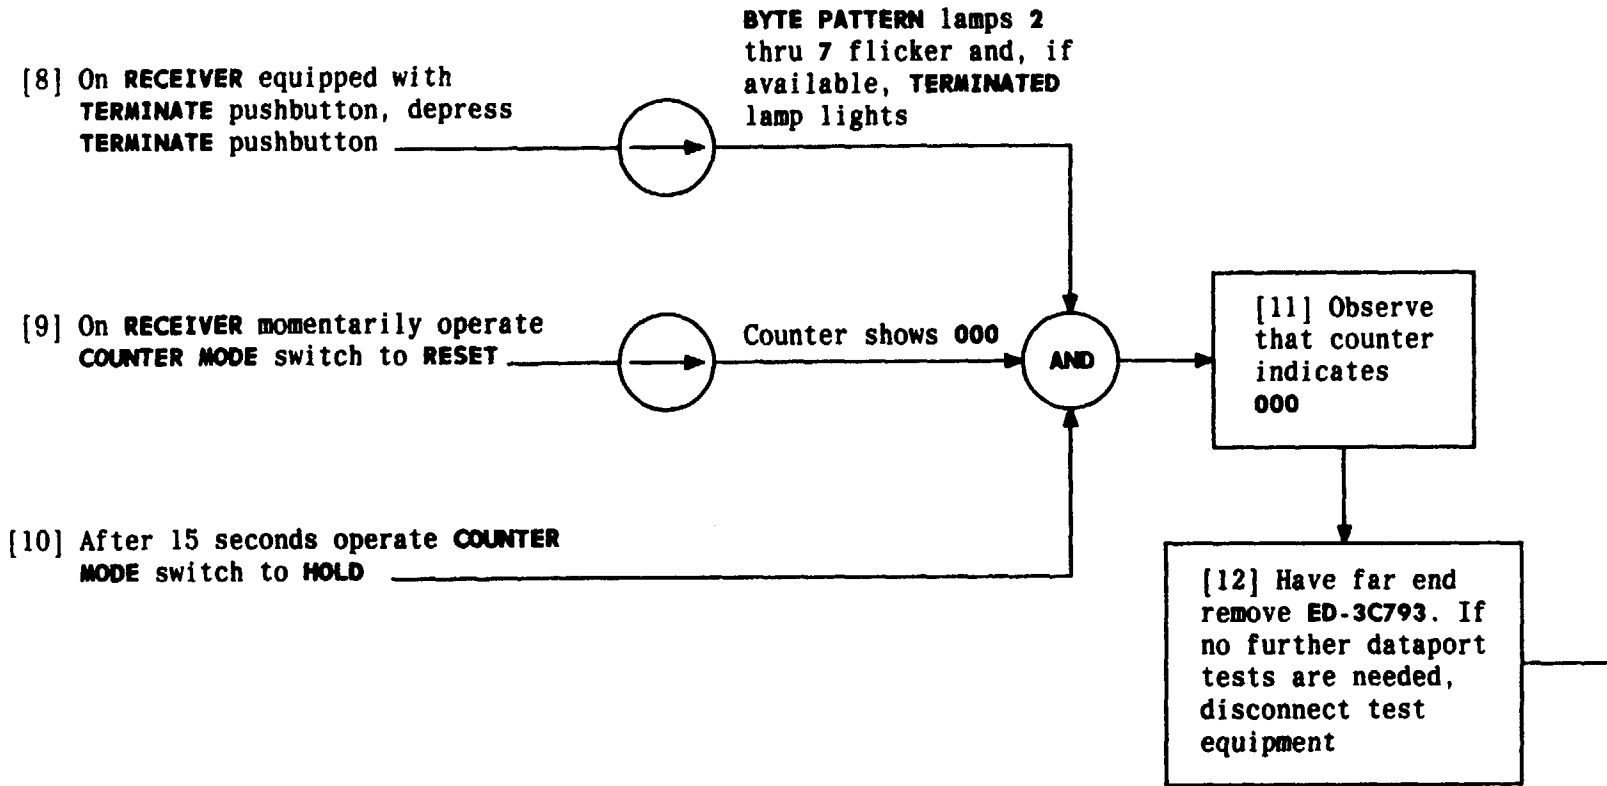 [8] On RECEIVER equipped with
TERMINATE pushbutton, depress
TERMINATE pushbutton
BYTE PATTERN lamps 2
thru 7 flicker and, if
available, TERMINATED
lamp lights
[9] On RECEIVER momentarily operate
COUNTER MODE switch to RESET
Counter shows 000
AND
[10] After 15 seconds operate COUNTER
MODE switch to HOLD
[11] Observe
that counter
indicates
000
[12] Have far end
remove ED-3C793. If
no further dataport
tests are needed,
disconnect test
equipment